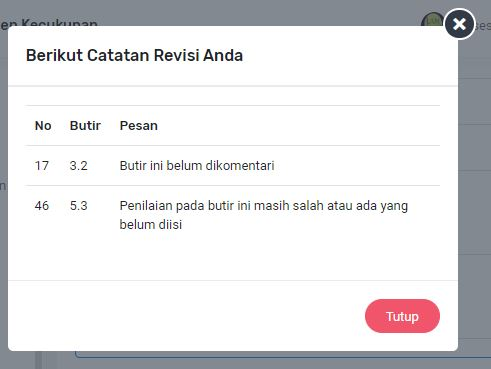 en Kecukupan
Berikut Catatan Revisi Anda
No Butir Pesan
17 3.2 Butir ini belum dikomentari
46 5.3 Penilaian pada butir ini masih salah atau ada yang
belum diisi
Tutup